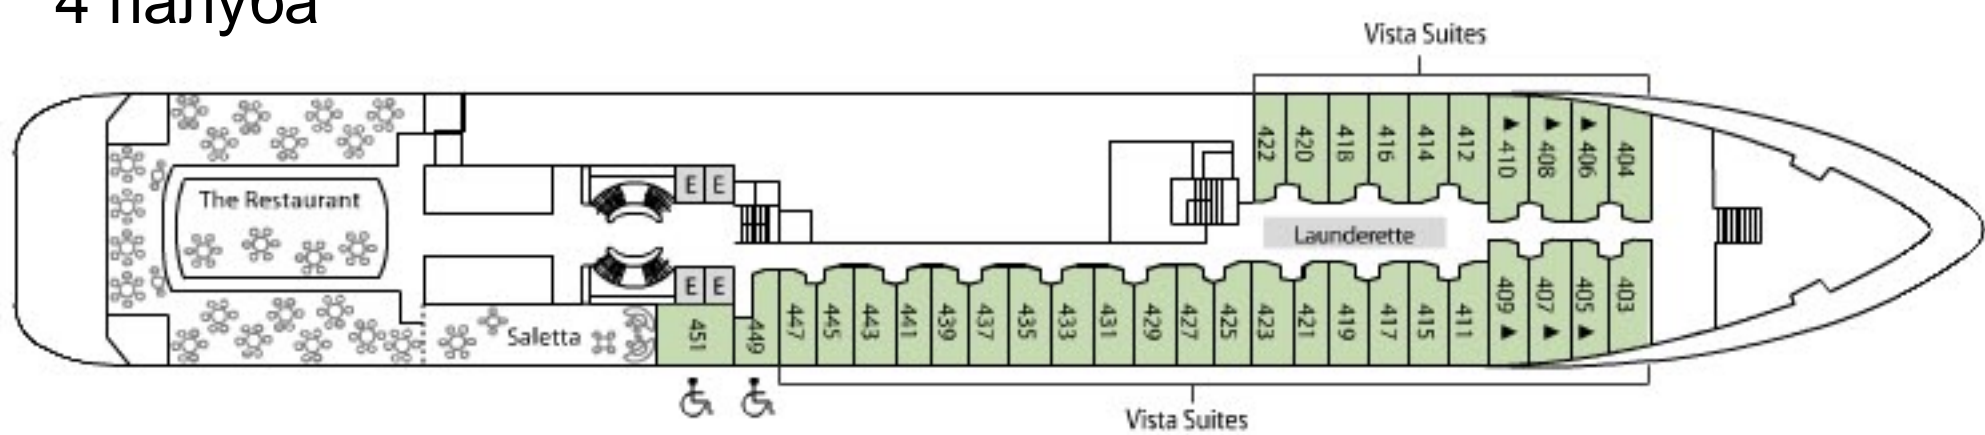 4 палуба
Vista Suites
422 420 418 416 414 412 410 408 406 404
The Restaurant
E E
Launderette
E E
Saletta
451 449 447 445 443 441 439 437 435 433 431 429 427 425 423 421 419 417 415 411 409 407 405 403
Vista Suites